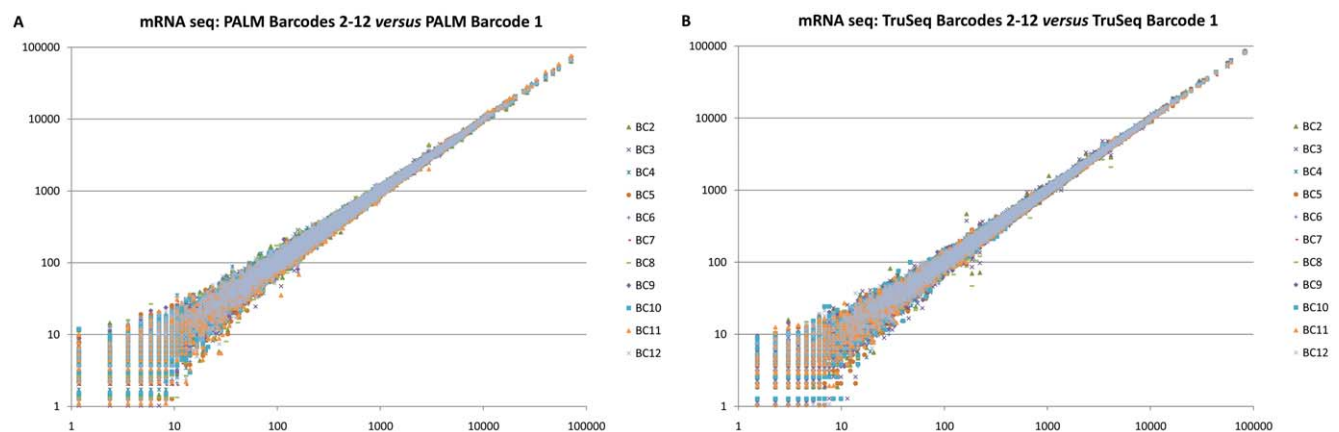 A
mRNA seq: PALM Barcodes 2-12 versus PALM Barcode 1
100000
10000
1000
100
10
1
1 10 100 1000 10000 100000
BC2
BC3
BC4
BC5
BC6
BC7
BC8
BC9
BC10
BC11
BC12
B
mRNA seq: TruSeq Barcodes 2-12 versus TruSeq Barcode 1
100000
10000
1000
100
10
1
1 10 100 1000 10000 100000
BC2
BC3
BC4
BC5
BC6
BC7
BC8
BC9
BC10
BC11
BC12